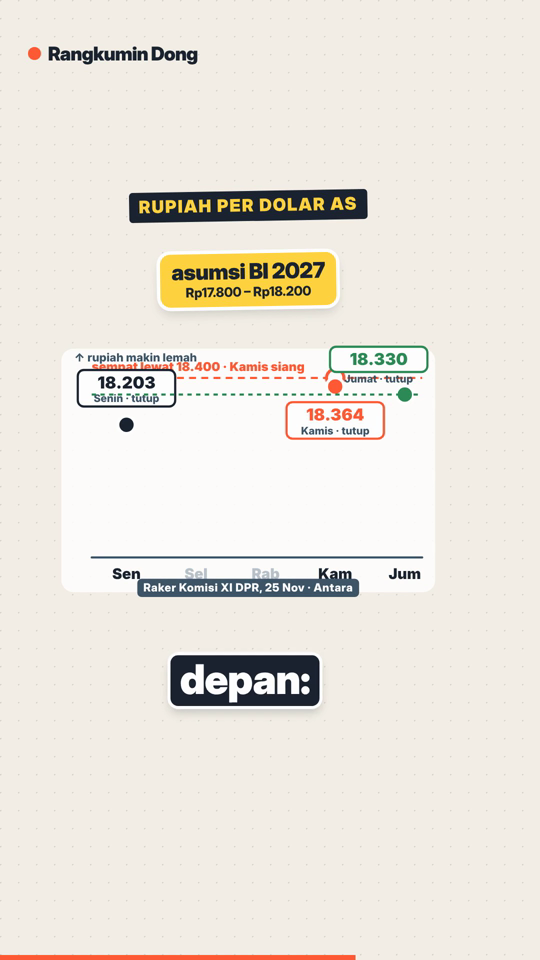 Rangkumin Dong
RUPIAH PER DOLAR AS
asumsi BI 2027
Rp17.800 – Rp18.200
↑ rupiah makin lemah
sempat lewat 18.400 · Kamis siang
18.330
Jumat · tutup
18.203
Senin · tutup
18.364
Kamis · tutup
Sen Sel Rab Kam Jum
Raker Komisi XI DPR, 25 Nov · Antara
depan: